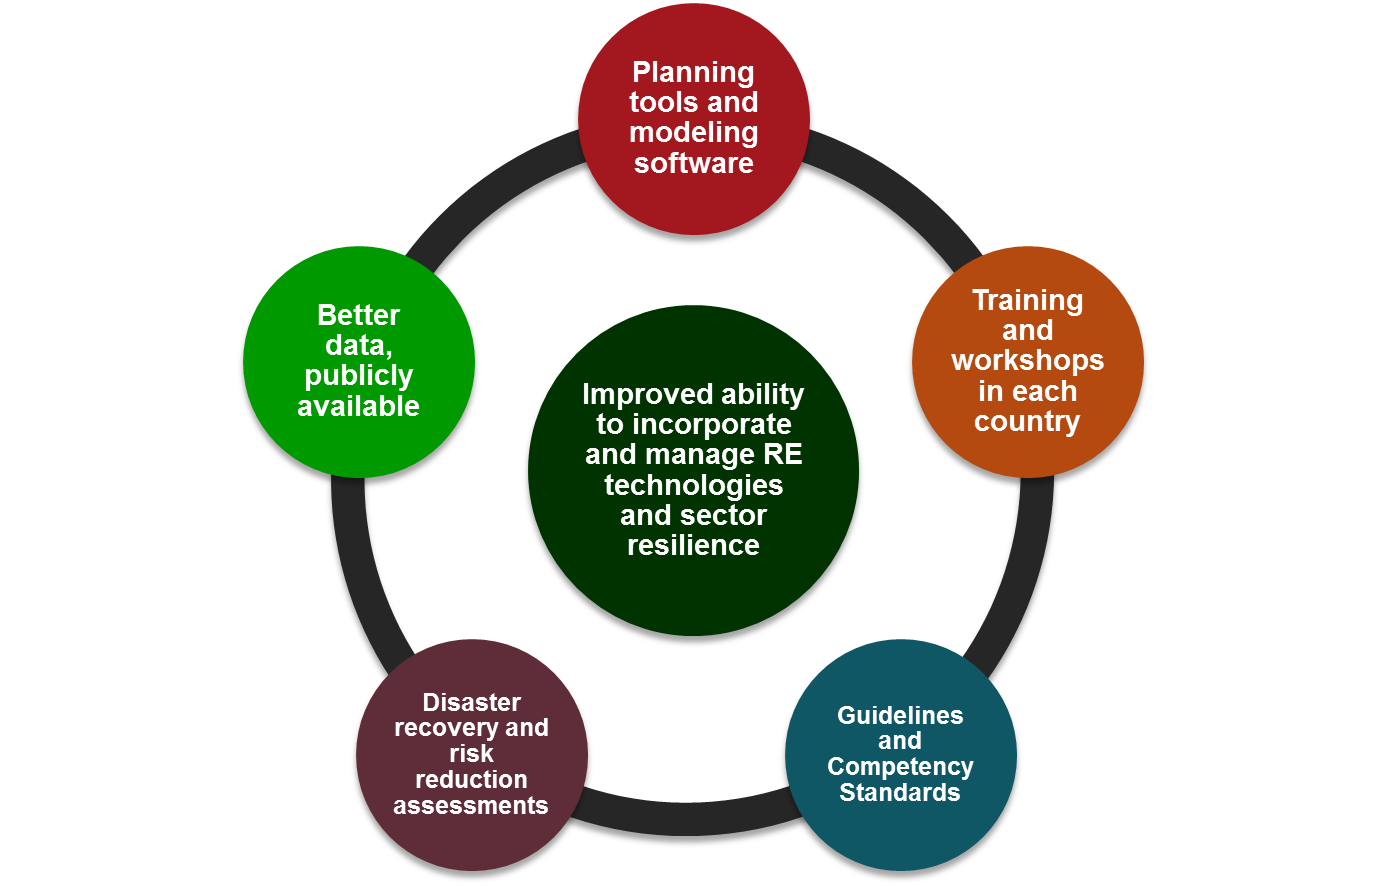 Planning
tools and
modeling
software
Training
and
workshops
in each
country
Guidelines
and
Competency
Standards
Disaster
recovery and
risk
reduction
assessments
Better
data,
publicly
available
Improved ability
to incorporate
and manage RE
technologies
and sector
resilience